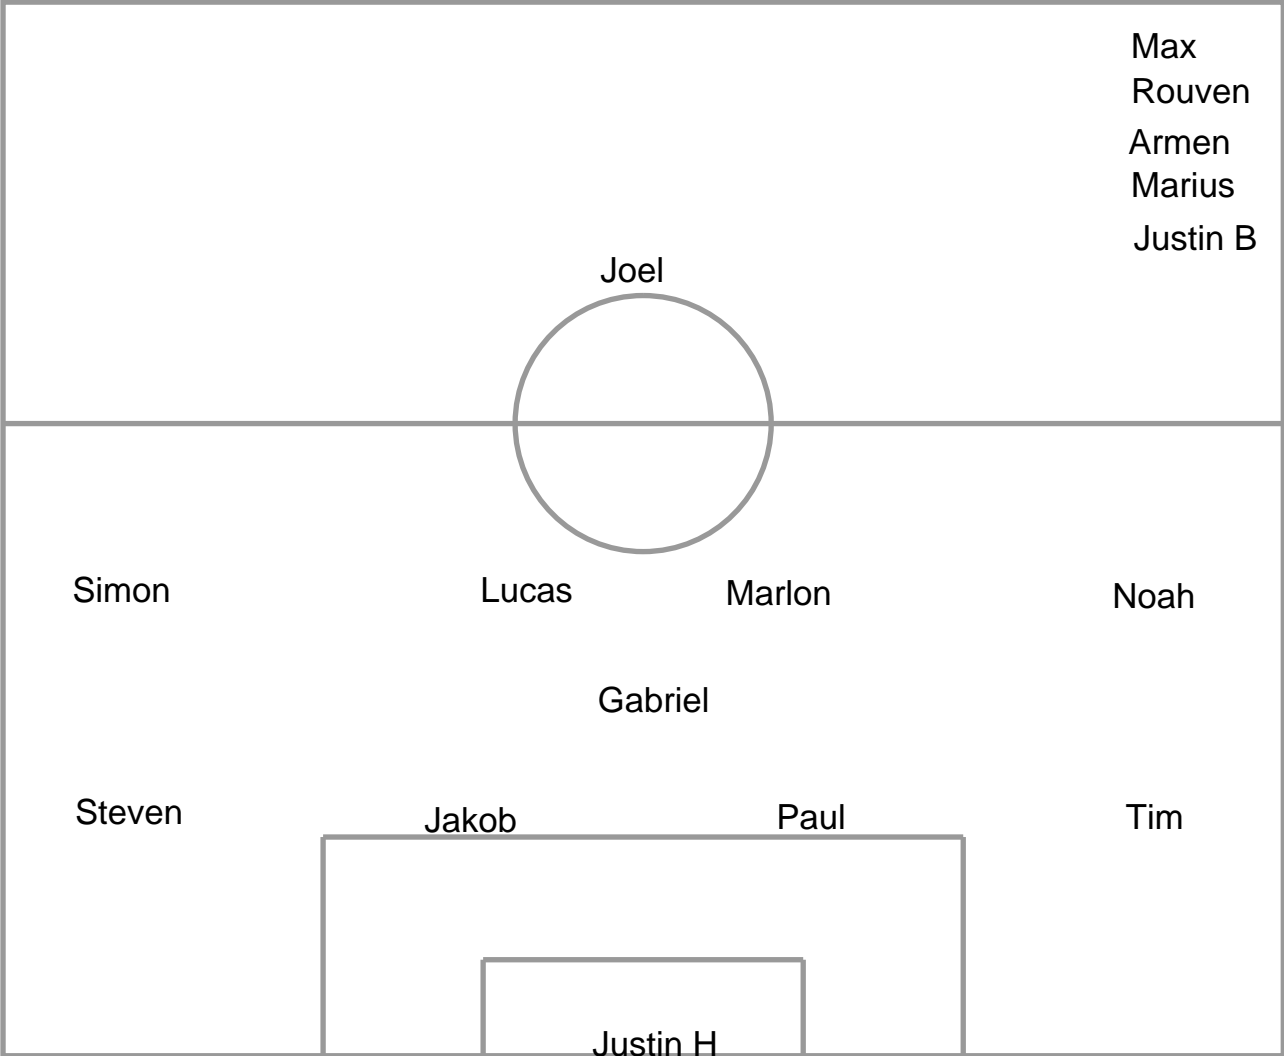 Max
Rouven
Armen
Marius
Justin B
Joel
Simon Lucas Marlon Noah
Gabriel
Steven Jakob Paul Tim
Justin H